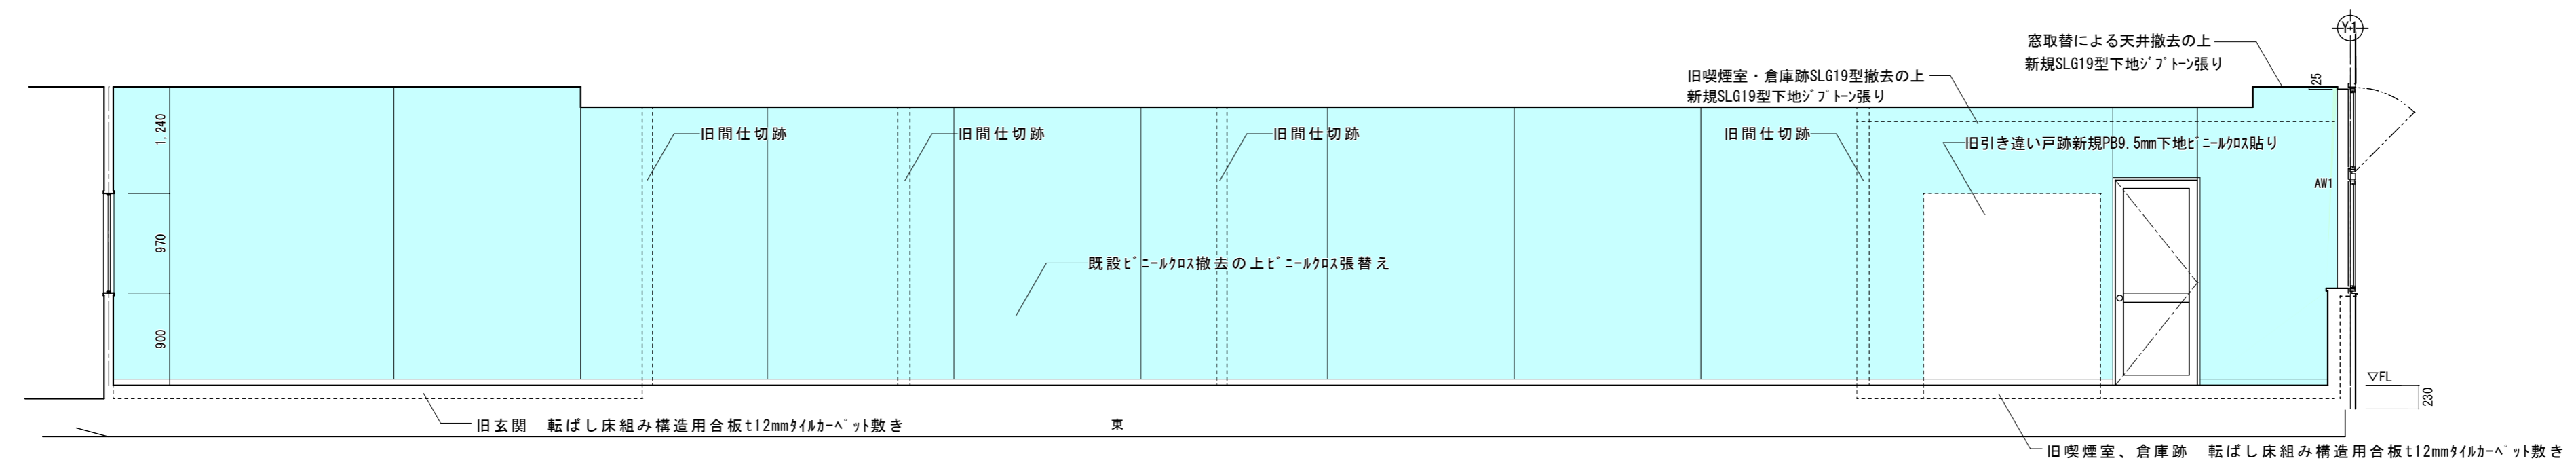 Y1
窓取替による天井撤去の上
新規SLG19型下地ｼﾞﾌﾟﾄｰﾝ張り
旧喫煙室・倉庫跡SLG19型撤去の上
新規SLG19型下地ｼﾞﾌﾟﾄｰﾝ張り
25
1,240
旧間仕切跡
旧間仕切跡
旧間仕切跡
旧間仕切跡
旧引き違い戸跡新規PB9.5mm下地ﾋﾞﾆｰﾙｸﾛｽ貼り
AW1
970
既設ﾋﾞﾆｰﾙｸﾛｽ撤去の上ﾋﾞﾆｰﾙｸﾛｽ張替え
900
▽FL
230
旧玄関　転ばし床組み構造用合板t12mmﾀｲﾙｶｰﾍﾟｯﾄ敷き
東
旧喫煙室、倉庫跡　転ばし床組み構造用合板t12mmﾀｲﾙｶｰﾍﾟｯﾄ敷き